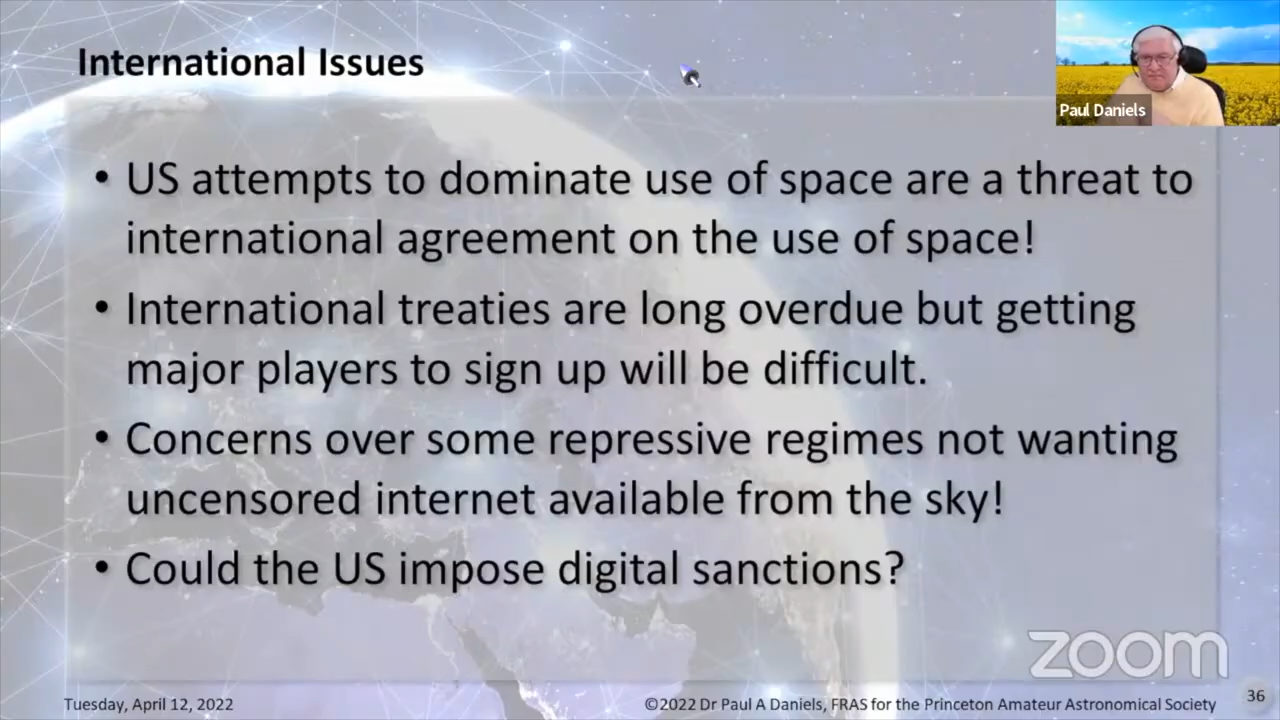 International Issues
Paul Daniels
• US attempts to dominate use of space are a threat to
international agreement on the use of space!
• International treaties are long overdue but getting
major players to sign up will be difficult.
• Concerns over some repressive regimes not wanting
uncensored internet available from the sky!
• Could the US impose digital sanctions?
zoom
Tuesday, April 12, 2022
©2022 Dr Paul A Daniels, FRAS for the Princeton Amateur Astronomical Society
36